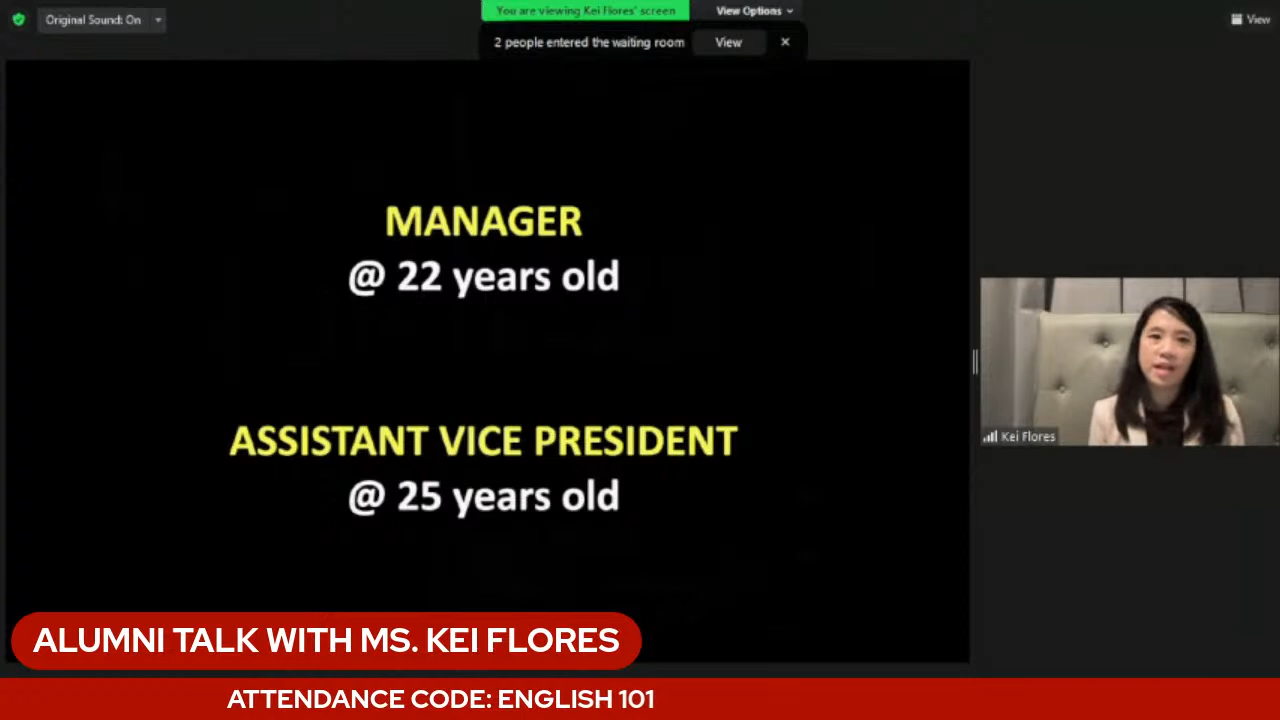 Original Sound: On
You are viewing Kei Flores' screen
View Options
View
2 people entered the waiting room
View
MANAGER
@ 22 years old
ASSISTANT VICE PRESIDENT
@ 25 years old
Kei Flores
ALUMNI TALK WITH MS. KEI FLORES
ATTENDANCE CODE: ENGLISH 101